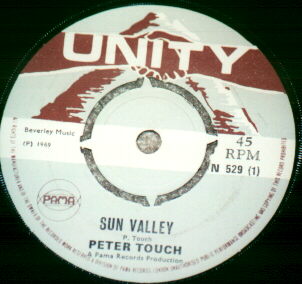 UNITY
Beverley Music
(P) 1969
45
RPM
N 529 (1)
PAMA
SUN VALLEY
P. Touch
PETER TOUCH
A Pama Records Production